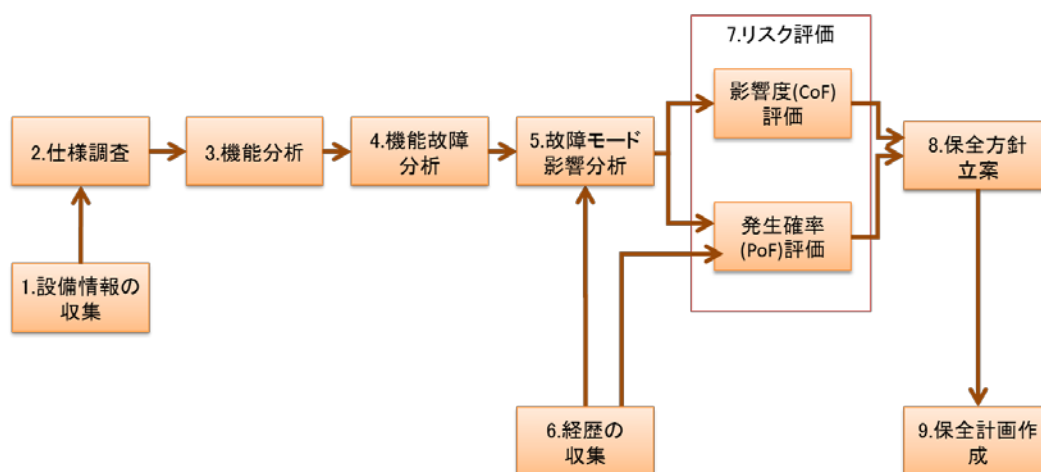 7.リスク評価
影響度(CoF)
評価
2.仕様調査
3.機能分析
4.機能故障
分析
5.故障モード
影響分析
8.保全方針
立案
発生確率
(PoF)評価
1.設備情報の
収集
6.経歴の
収集
9.保全計画作
成